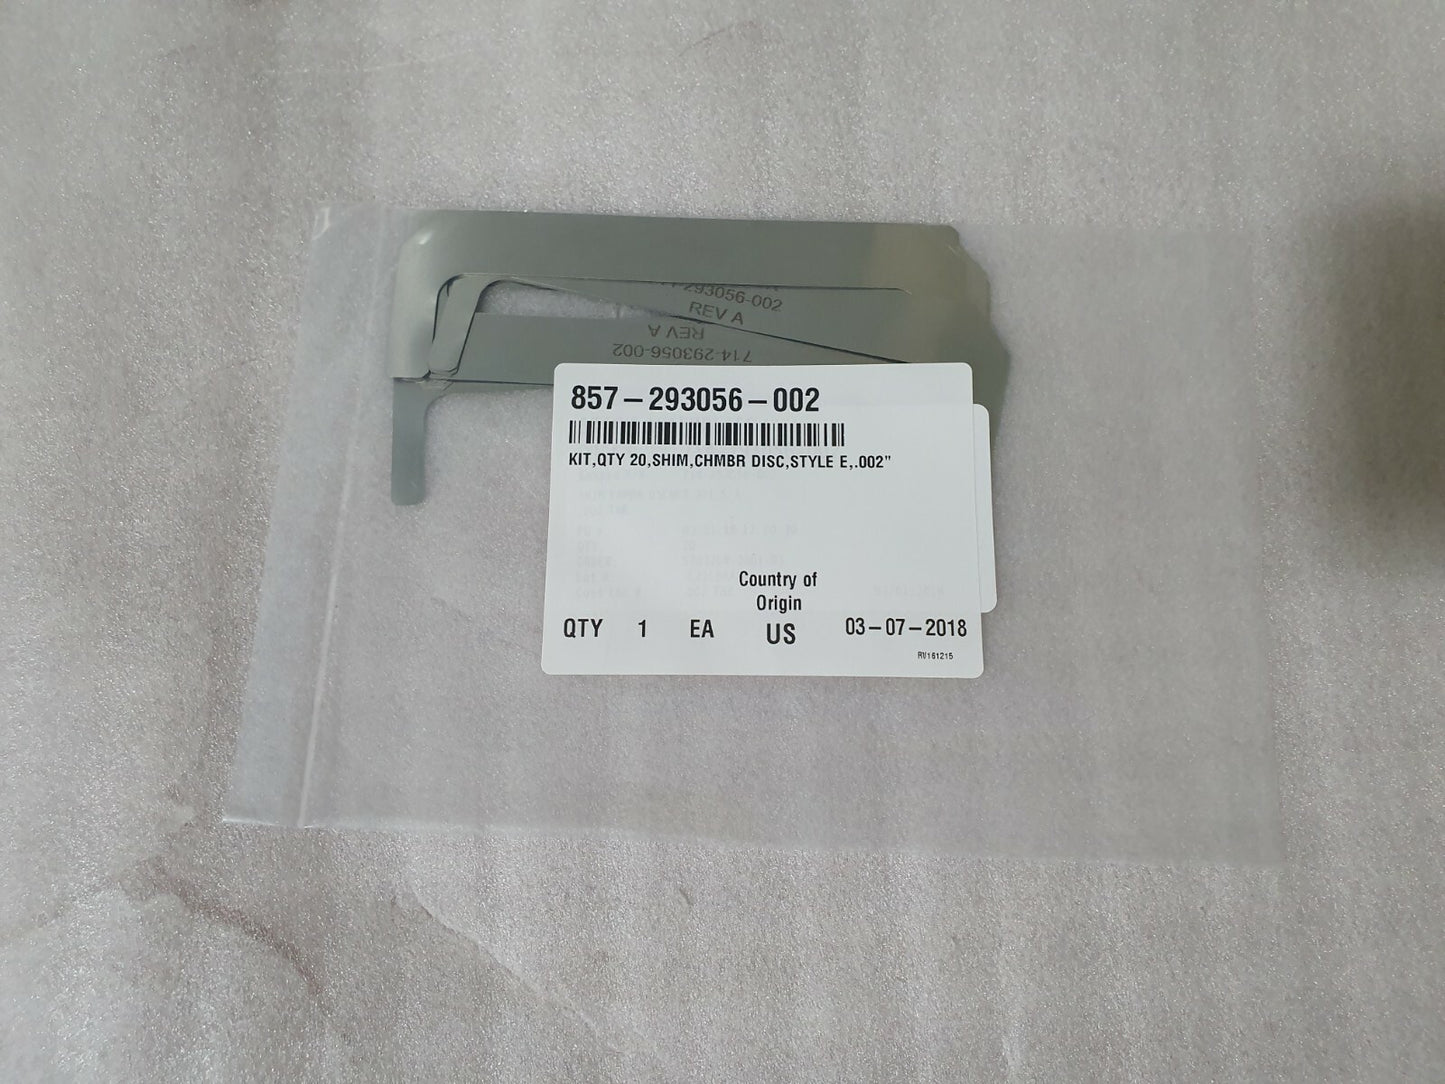 293056-002
REV A
REV A
714-293056-002
857-293056-002
KIT,QTY 20,SHIM,CHMBR DISC,STYLE E,.002"
Country of
Origin
QTY 1 EA US 03-07-2018
RV161215